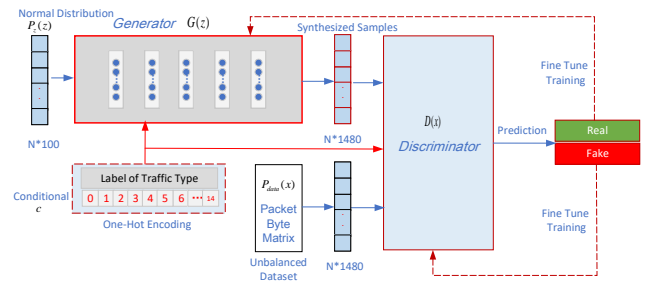 Normal Distribution
P_z(z)
Generator G(z)
Synthesized Samples
Fine Tune
Training
N*100
N*1480
D(x)
Discriminator
Prediction
Real
Fake
Label of Traffic Type
0 1 2 3 4 5 6 ··· 14
Conditional
c
One-Hot Encoding
P_data(x)
Packet
Byte
Matrix
Unbalanced
Dataset
N*1480
Fine Tune
Training